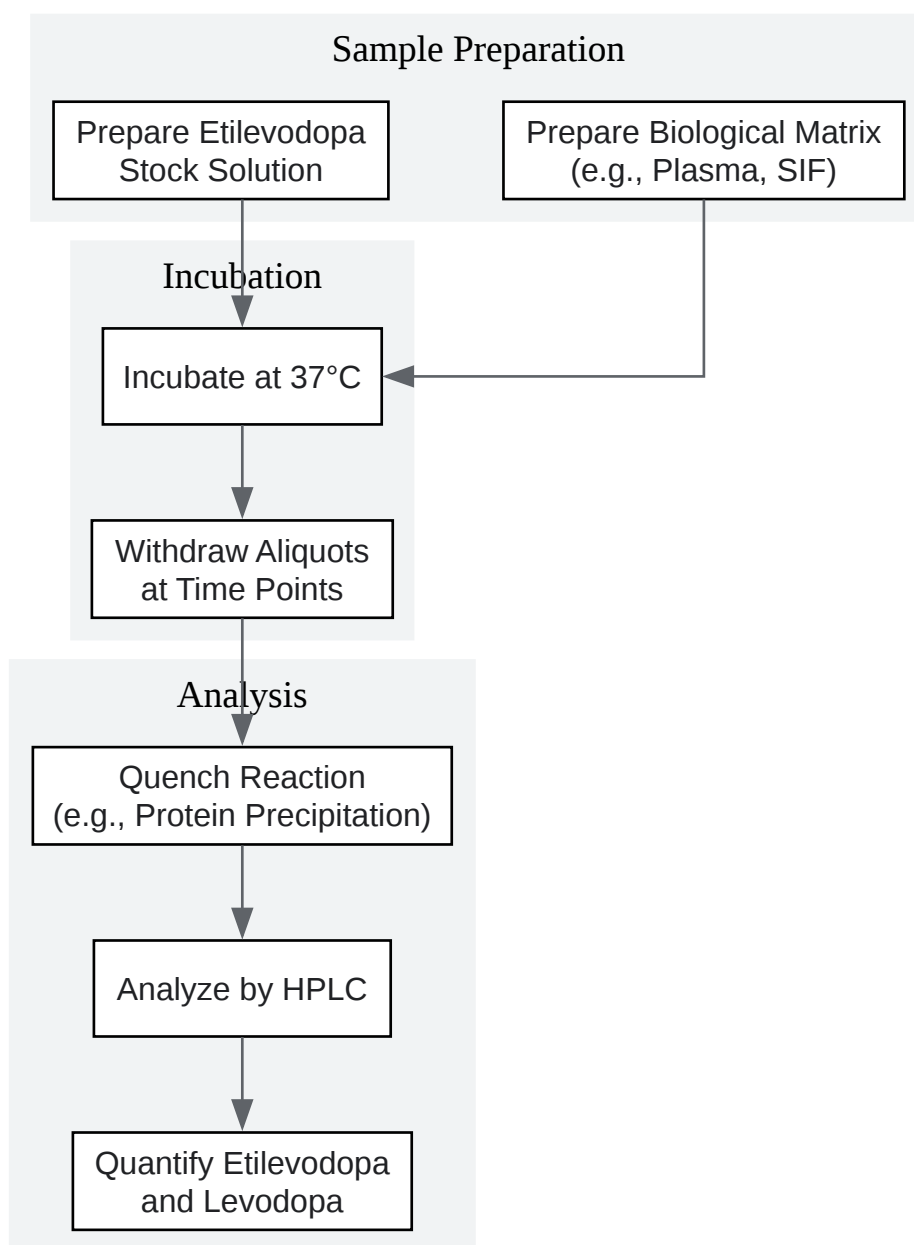 Sample Preparation
Prepare Etilevodopa
Stock Solution
Prepare Biological Matrix
(e.g., Plasma, SIF)
Incubation
Incubate at 37°C
Withdraw Aliquots
at Time Points
Analysis
Quench Reaction
(e.g., Protein Precipitation)
Analyze by HPLC
Quantify Etilevodopa
and Levodopa